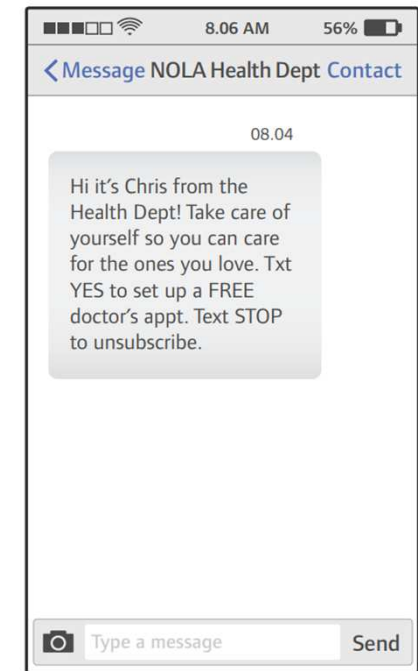 8.06 AM 56%
Message NOLA Health Dept Contact
08.04
Hi it's Chris from the
Health Dept! Take care of
yourself so you can care
for the ones you love. Txt
YES to set up a FREE
doctor's appt. Text STOP
to unsubscribe.
Type a message Send